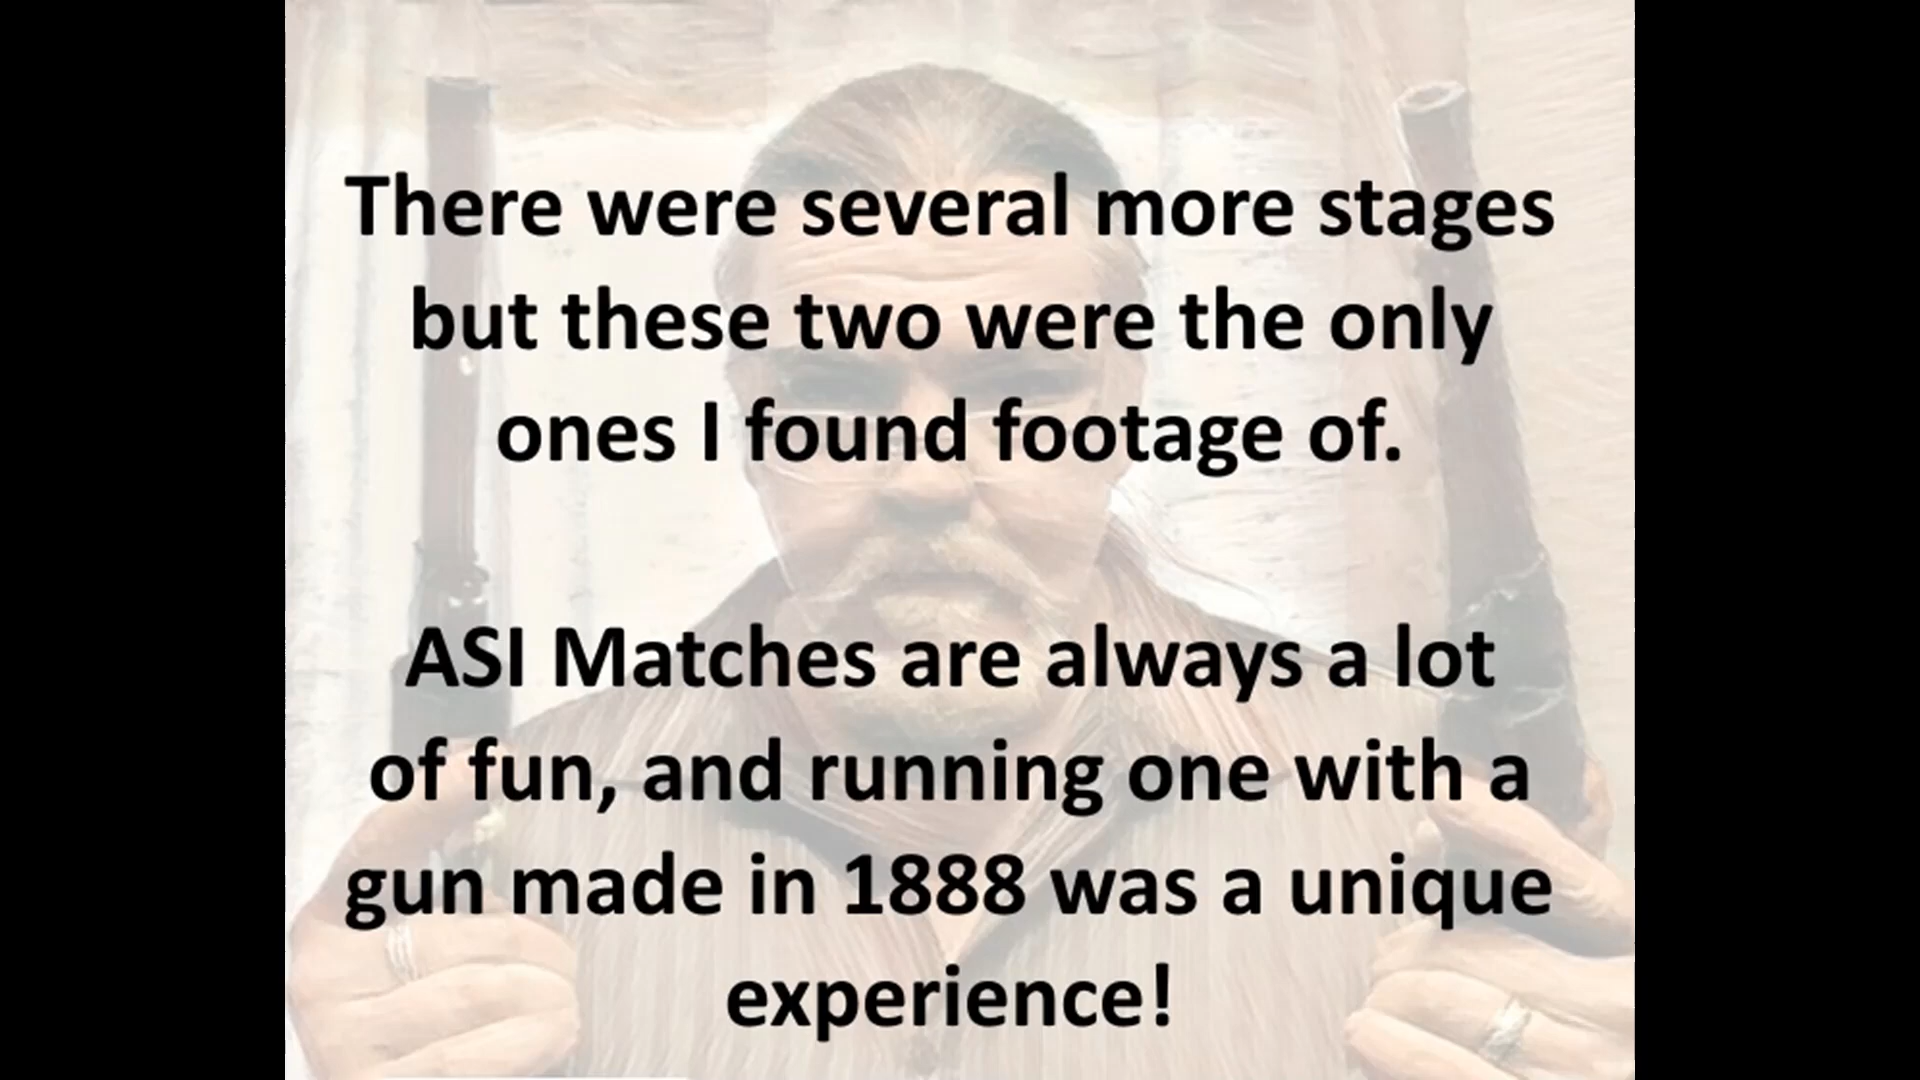 There were several more stages
but these two were the only
ones I found footage of.
ASI Matches are always a lot
of fun, and running one with a
gun made in 1888 was a unique
experience!